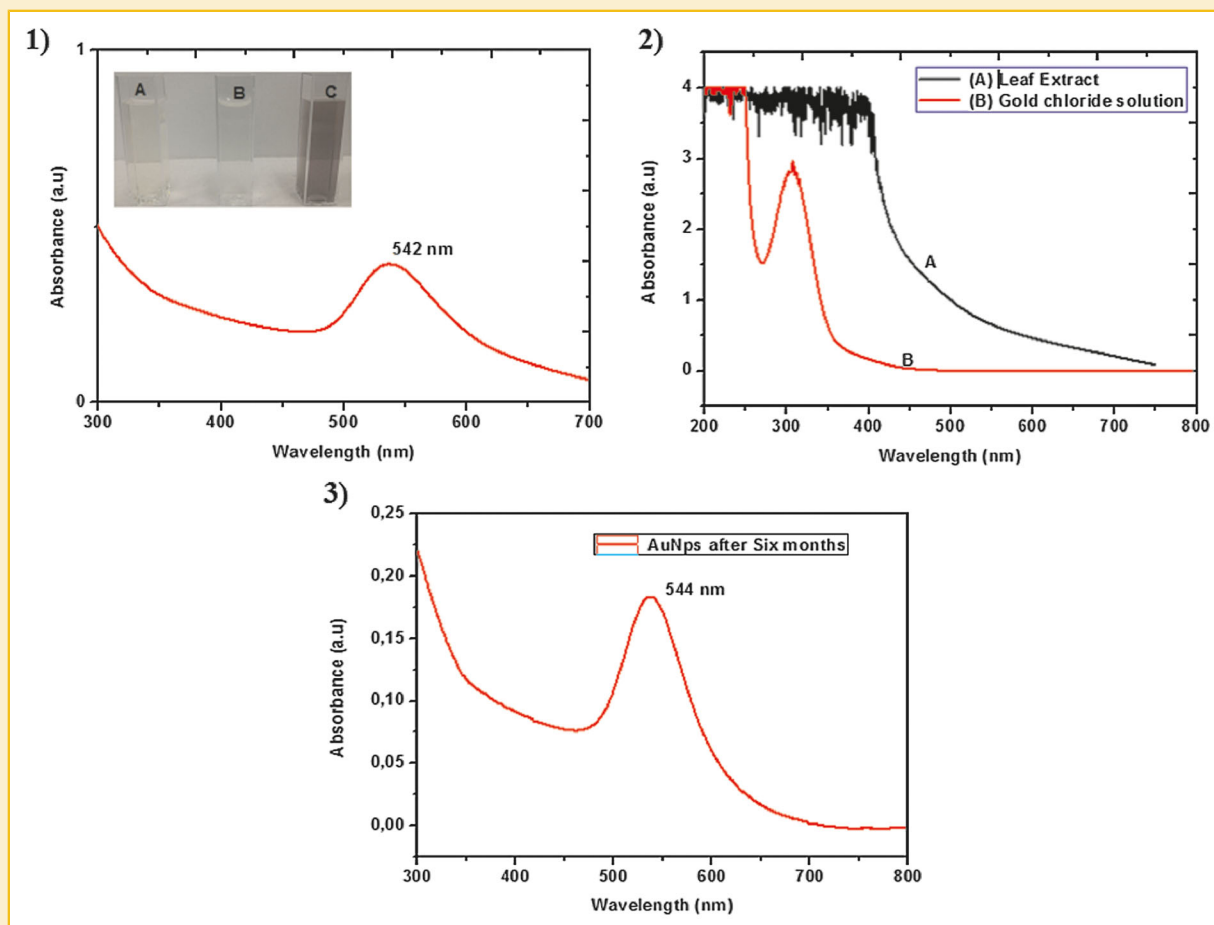 1)
1
A
B
C
542 nm
0
300
400
500
600
700
Absorbance (a.u)
Wavelength (nm)
2)
(A) Leaf Extract
(B) Gold chloride solution
4
3
2
1
0
A
B
200
300
400
500
600
700
800
Absorbance (a.u)
Wavelength (nm)
3)
0,25
0,20
0,15
0,10
0,05
0,00
AuNps after Six months
544 nm
300
400
500
600
700
800
Absorbance (a.u)
Wavelength (nm)